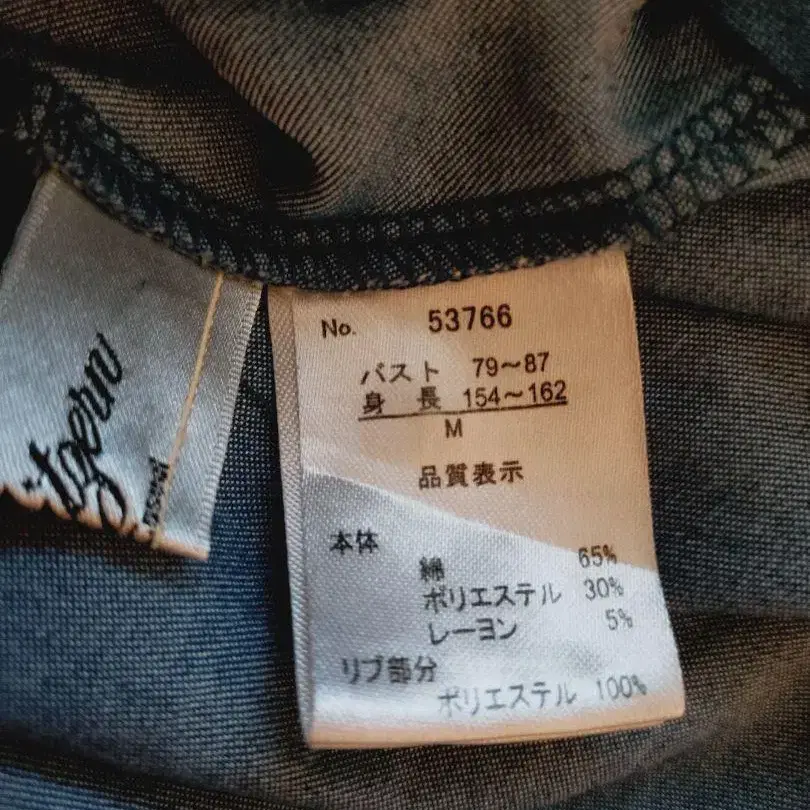 No. 53766
バスト 79～87
身長 154～162
M
品質表示
本体
綿 65%
ポリエステル 30%
レーヨン 5%
リブ部分
ポリエステル 100%